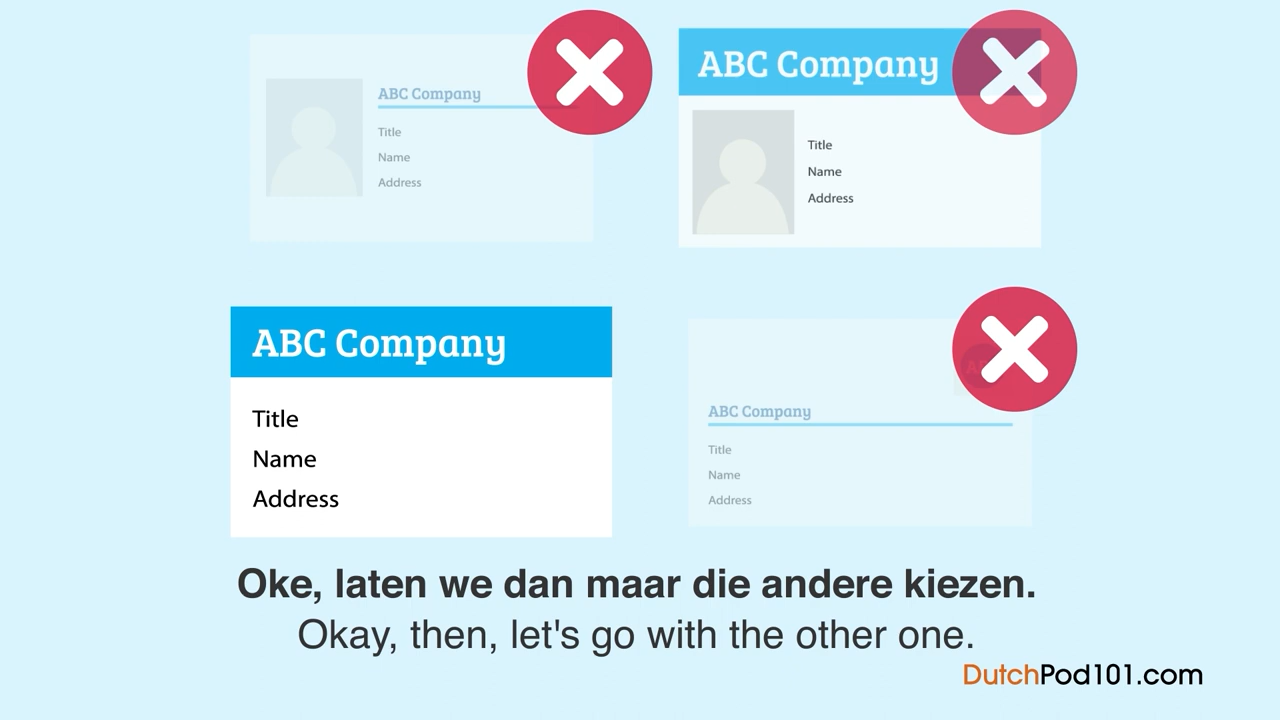 ABC Company
Title
Name
Address
ABC Company
Title
Name
Address
ABC Company
Title
Name
Address
ABC Company
Title
Name
Address
Oke, laten we dan maar die andere kiezen.
Okay, then, let's go with the other one.
DutchPod101.com